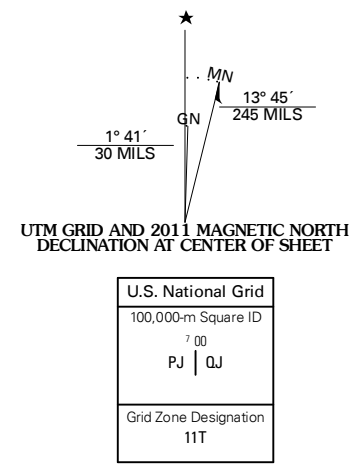 ★
MN
GN
13° 45´
245 MILS
1° 41´
30 MILS
UTM GRID AND 2011 MAGNETIC NORTH
DECLINATION AT CENTER OF SHEET
U.S. National Grid
100,000-m Square ID
7 00
PJ | QJ
Grid Zone Designation
11T